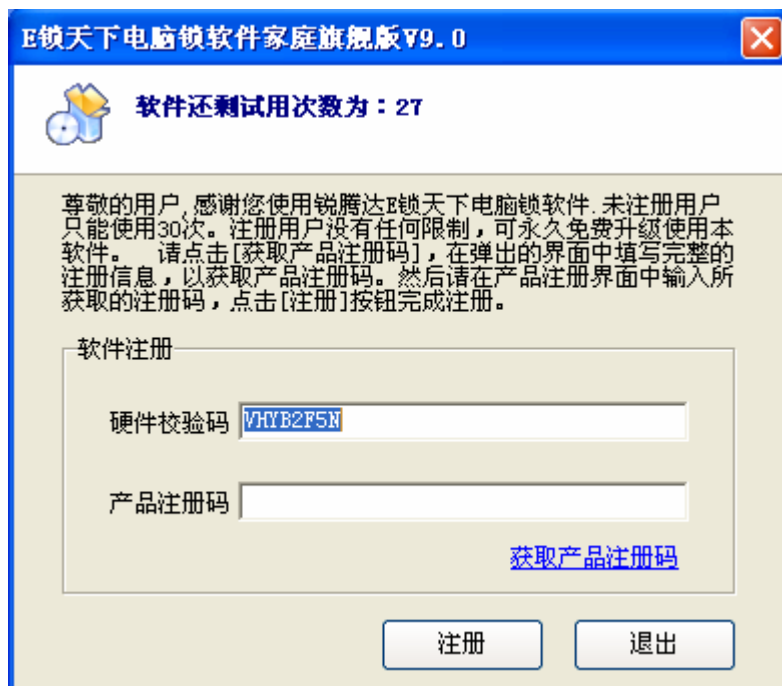 E锁天下电脑锁软件家庭旗舰版V9.0
软件还剩试用次数为：27
尊敬的用户,感谢您使用锐腾达E锁天下电脑锁软件.未注册用户
只能使用30次。注册用户没有任何限制，可永久免费升级使用本
软件。 请点击[获取产品注册码]，在弹出的界面中填写完整的
注册信息，以获取产品注册码。然后请在产品注册界面中输入所
获取的注册码，点击[注册]按钮完成注册。
软件注册
硬件校验码 VHYB2F5N
产品注册码
获取产品注册码
注册 退出